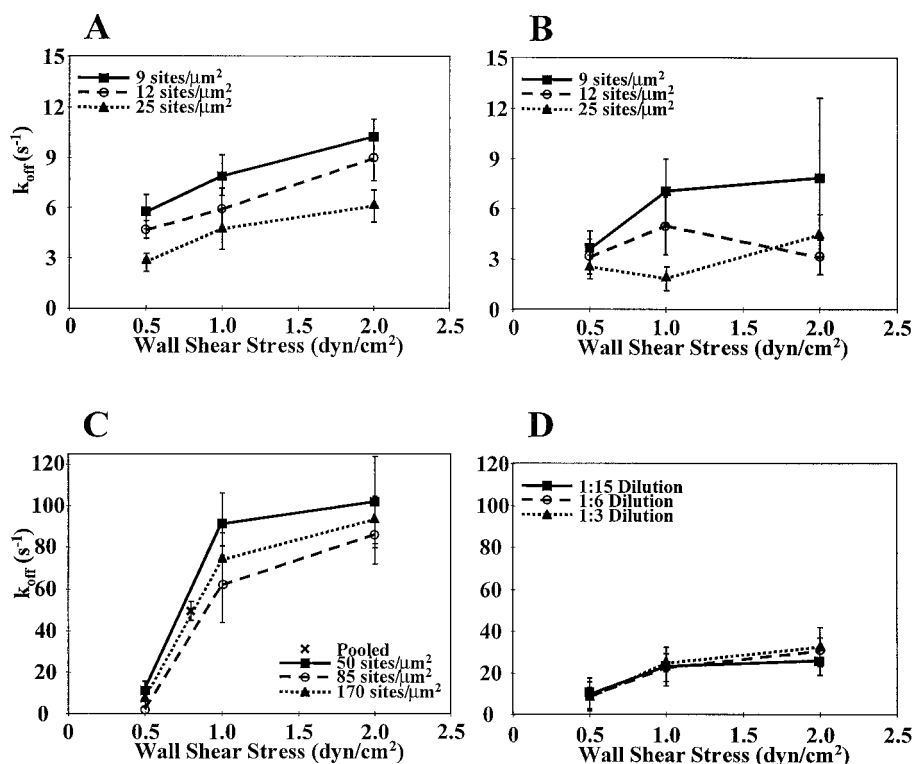 A
15
12
9
6
3
0
k_off (s⁻¹)
9 sites/μm²
12 sites/μm²
25 sites/μm²
0 0.5 1.0 1.5 2.0 2.5
Wall Shear Stress (dyn/cm²)
B
15
12
9
6
3
0
9 sites/μm²
12 sites/μm²
25 sites/μm²
0 0.5 1.0 1.5 2.0 2.5
Wall Shear Stress (dyn/cm²)
C
120
100
80
60
40
20
0
k_off (s⁻¹)
Pooled
50 sites/μm²
85 sites/μm²
170 sites/μm²
0 0.5 1.0 1.5 2.0 2.5
Wall Shear Stress (dyn/cm²)
D
120
100
80
60
40
20
0
1:15 Dilution
1:6 Dilution
1:3 Dilution
0 0.5 1.0 1.5 2.0 2.5
Wall Shear Stress (dyn/cm²)